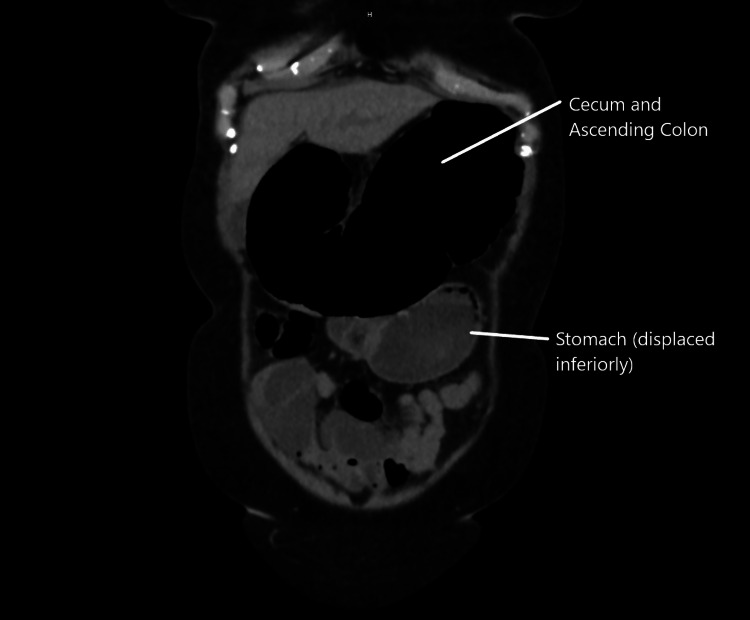 H
Cecum and
Ascending Colon
Stomach (displaced
inferiorly)